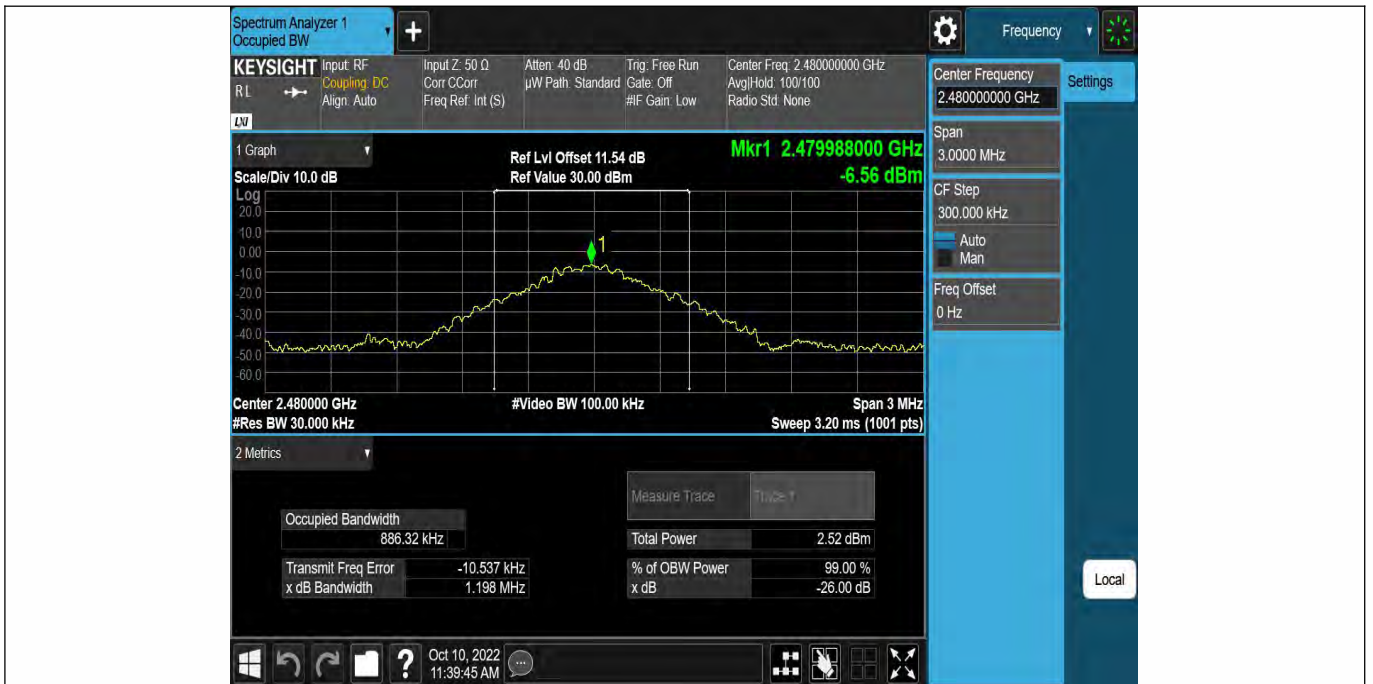 Spectrum Analyzer 1
Occupied BW
Frequency
KEYSIGHT
RL
LXI
Input: RF
Coupling: DC
Align: Auto
Input Z: 50 Ω
Corr CCorr
Freq Ref: Int (S)
Atten: 40 dB
µW Path: Standard
Trig: Free Run
Gate: Off
#IF Gain: Low
Center Freq: 2.480000000 GHz
Avg|Hold: 100/100
Radio Std: None
1 Graph
Scale/Div 10.0 dB
Ref Lvl Offset 11.54 dB
Ref Value 30.00 dBm
Mkr1 2.479988000 GHz
-6.56 dBm
Log
20.0
10.0
0.00
-10.0
-20.0
-30.0
-40.0
-50.0
-60.0
1
Center 2.480000 GHz
#Res BW 30.000 kHz
#Video BW 100.00 kHz
Span 3 MHz
Sweep 3.20 ms (1001 pts)
2 Metrics
Measure Trace
Trace 1
Occupied Bandwidth
886.32 kHz
Total Power 2.52 dBm
Transmit Freq Error -10.537 kHz
x dB Bandwidth 1.198 MHz
% of OBW Power 99.00 %
x dB -26.00 dB
Center Frequency
2.480000000 GHz
Settings
Span
3.0000 MHz
CF Step
300.000 kHz
Auto
Man
Freq Offset
0 Hz
Local
Oct 10, 2022
11:39:45 AM